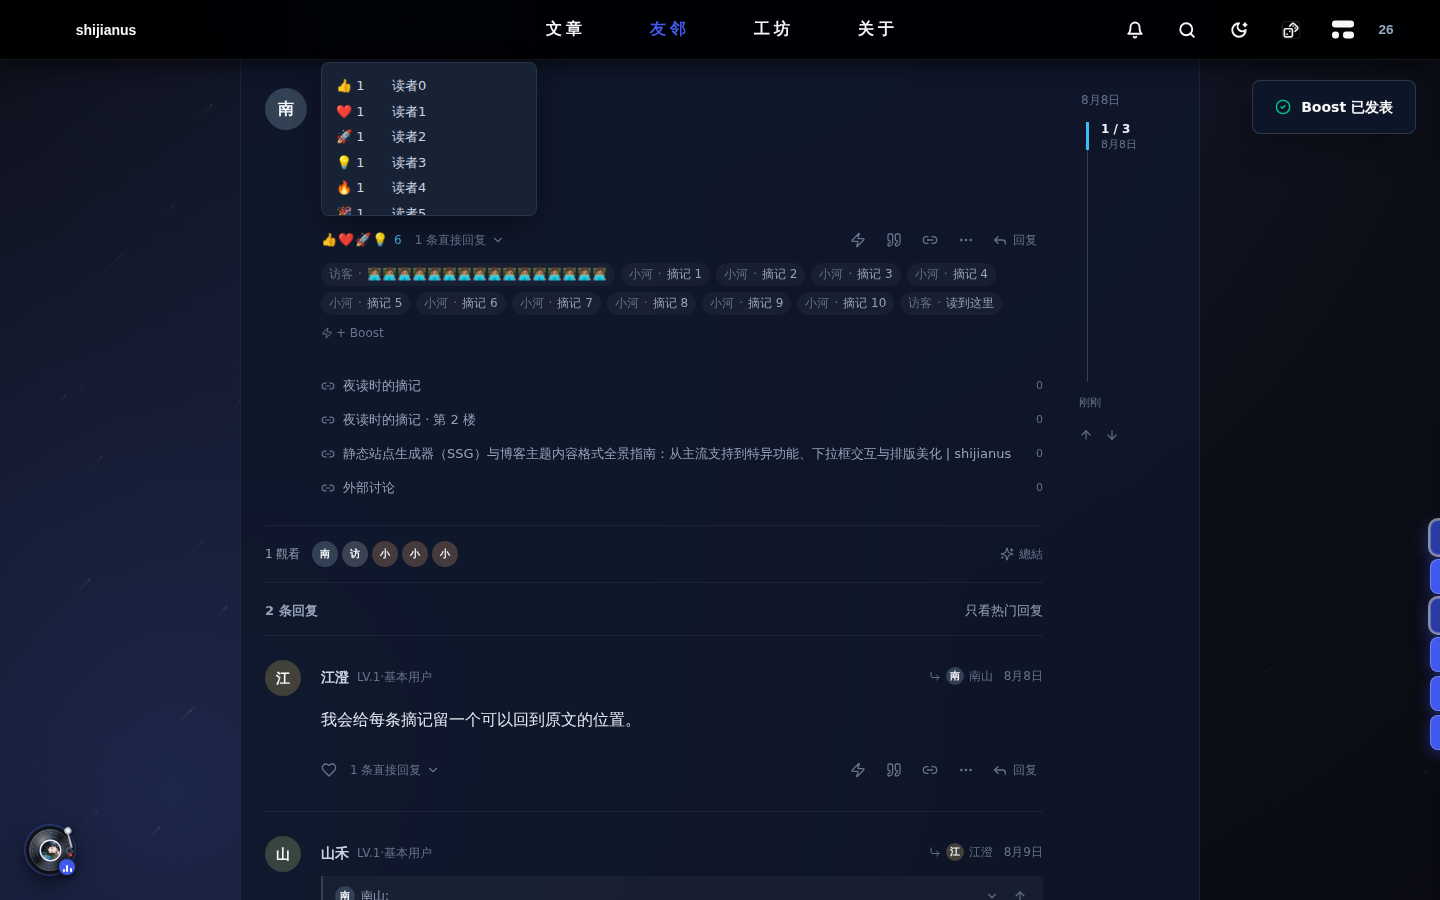 shijianus
文章 友邻 工坊 关于
26
👍 1 读者0
❤️ 1 读者1
🚀 1 读者2
💡 1 读者3
🔥 1 读者4
🎉 1 读者5
南
8月8日
1 / 3
8月8日
Boost 已发表
👍❤️🚀💡 6 1 条直接回复 回复
访客 · 👩🏽‍💻👩🏽‍💻👩🏽‍💻👩🏽‍💻👩🏽‍💻👩🏽‍💻👩🏽‍💻👩🏽‍💻👩🏽‍💻👩🏽‍💻👩🏽‍💻👩🏽‍💻👩🏽‍💻👩🏽‍💻👩🏽‍💻👩🏽‍💻 小河 · 摘记 1 小河 · 摘记 2 小河 · 摘记 3 小河 · 摘记 4
小河 · 摘记 5 小河 · 摘记 6 小河 · 摘记 7 小河 · 摘记 8 小河 · 摘记 9 小河 · 摘记 10 访客 · 读到这里
+ Boost
夜读时的摘记 0
夜读时的摘记 · 第 2 楼 0
静态站点生成器（SSG）与博客主题内容格式全景指南：从主流支持到特异功能、下拉框交互与排版美化 | shijianus 0
外部讨论 0
刚刚
1 觀看 南 访 小 小 小 總結
2 条回复 只看热门回复
江 江澄 LV.1·基本用户 南 南山 8月8日
我会给每条摘记留一个可以回到原文的位置。
1 条直接回复 回复
山 山禾 LV.1·基本用户 江 江澄 8月9日
南 南山: